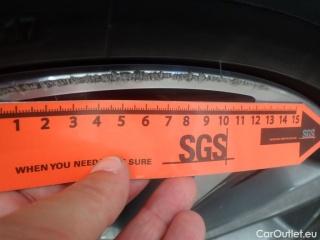 1 2 3 4 5 6 7 8 9 10 11 12 13 14 15
SGS
SGS
WHEN YOU NEED SURE
CarOutlet.eu